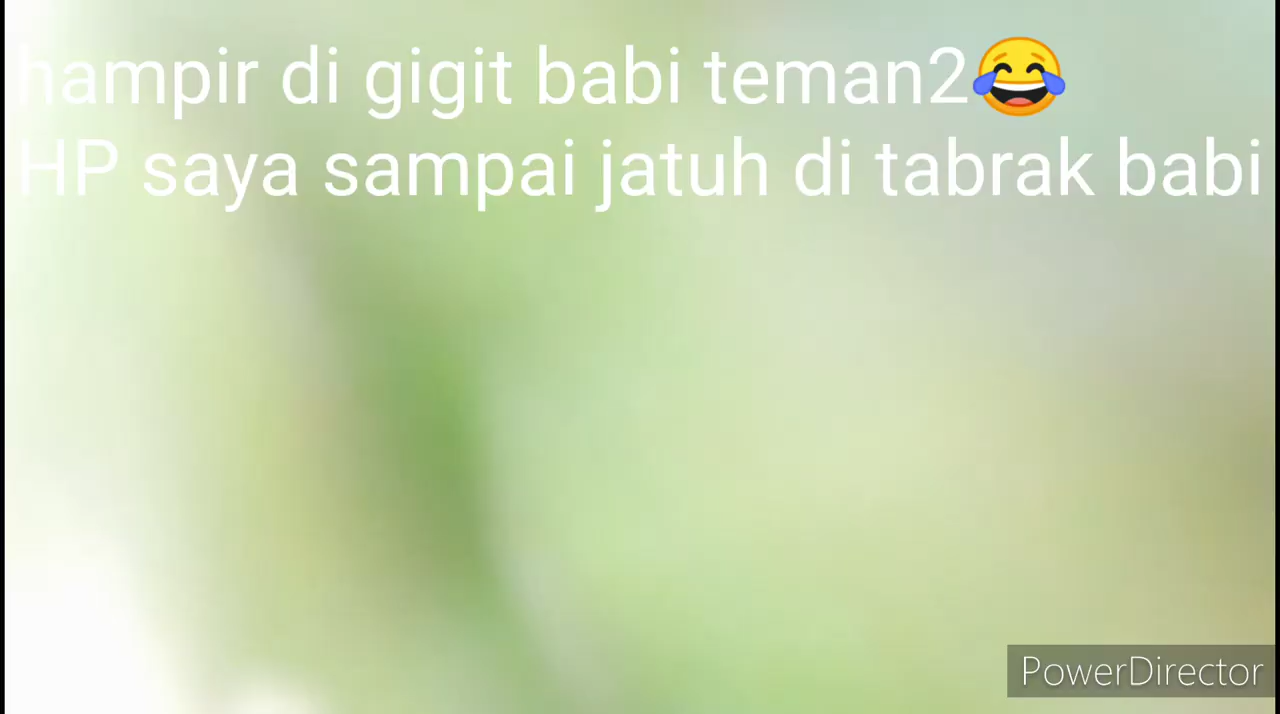 hampir di gigit babi teman2😂
HP saya sampai jatuh di tabrak babi
PowerDirector